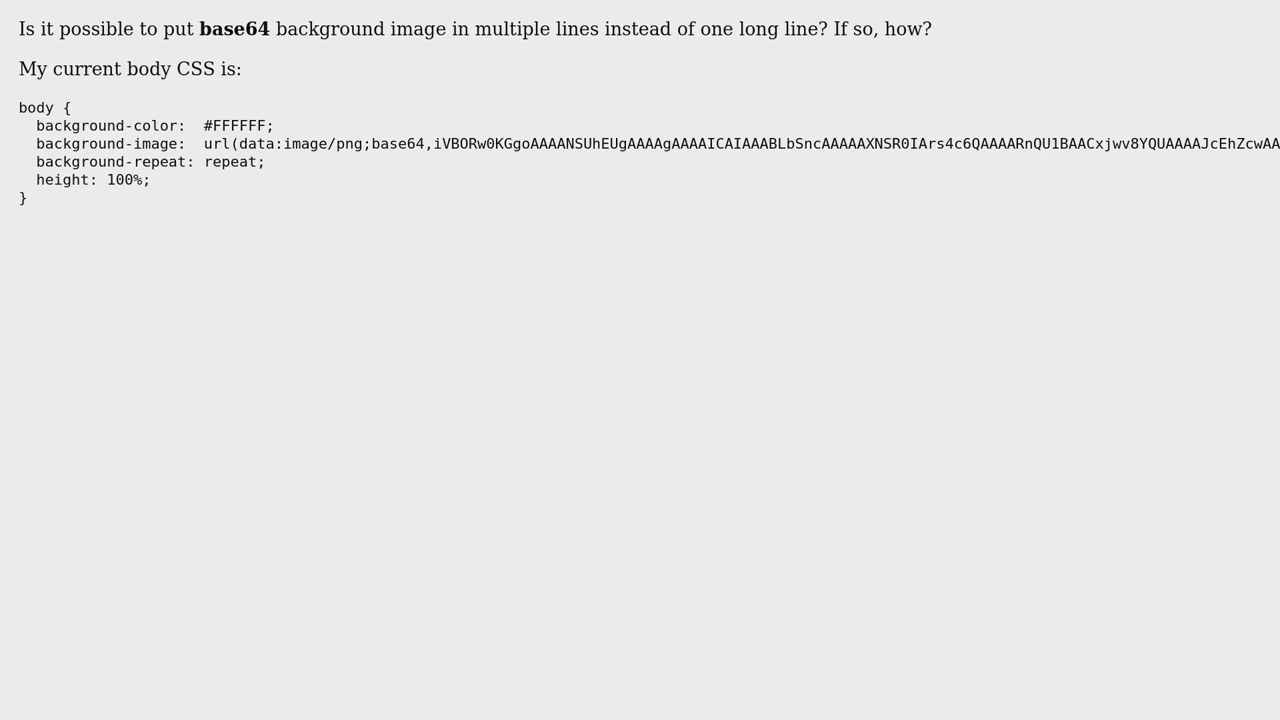 Is it possible to put base64 background image in multiple lines instead of one long line? If so, how?
My current body CSS is:
body {
  background-color:  #FFFFFF;
  background-image:  url(data:image/png;base64,iVBORw0KGgoAAAANSUhEUgAAAAgAAAAICAIAAABLbSncAAAAAXNSR0IArs4c6QAAAARnQU1BAACxjwv8YQUAAAAJcEhZcwAA
  background-repeat: repeat;
  height: 100%;
}